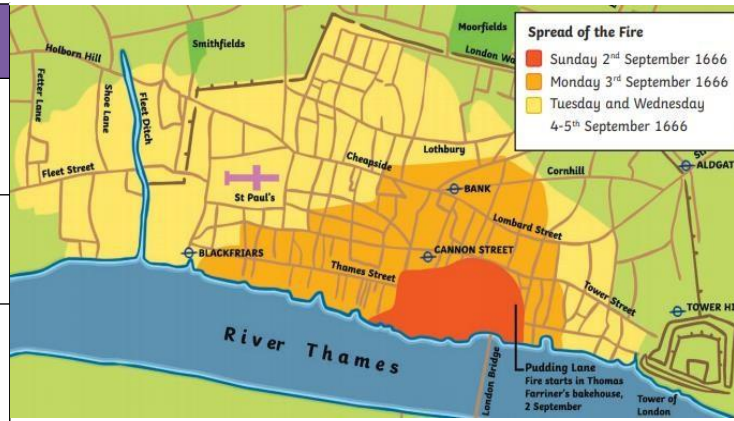 Spread of the Fire
Sunday 2nd September 1666
Monday 3rd September 1666
Tuesday and Wednesday
4-5th September 1666
Moorfields
London Wa
Smithfields
Holborn Hill
Fetter Lane
Shoe Lane
Fleet Ditch
Fleet Street
St Paul's
Cheapside
Lothbury
Cornhill
BANK
ALDGAT
Lombard Street
CANNON STREET
BLACKFRIARS
Thames Street
Tower Street
TOWER HI
River Thames
London Bridge
Pudding Lane
Fire starts in Thomas
Farriner's bakehouse,
2 September
Tower of
London